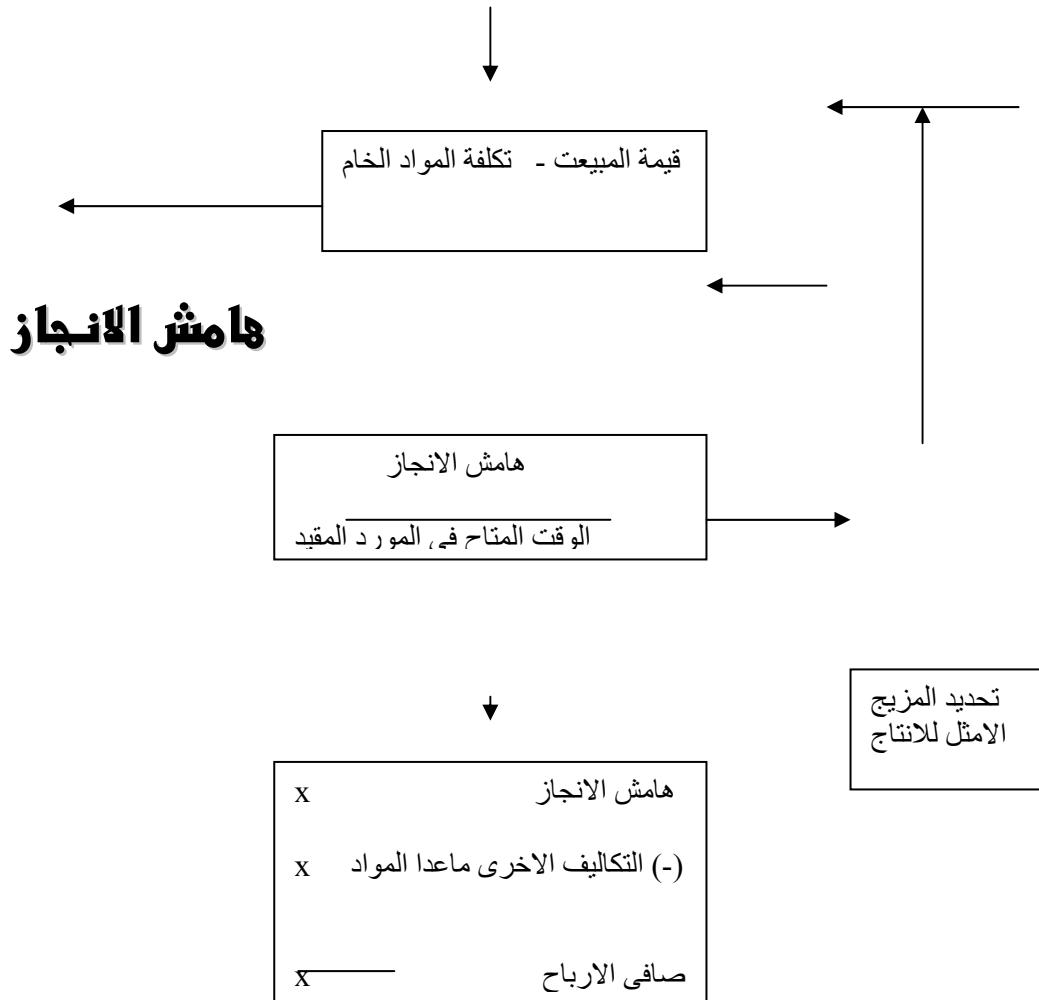 قيمة المبيعت - تكلفة المواد الخام
هامش الانجاز
هامش الانجاز
الوقت المتاح فى المورد المقيد
تحديد المزيج
الامثل للانتاج
هامش الانجاز x
(-) التكاليف الاخرى ماعدا المواد x
صافى الارباح x